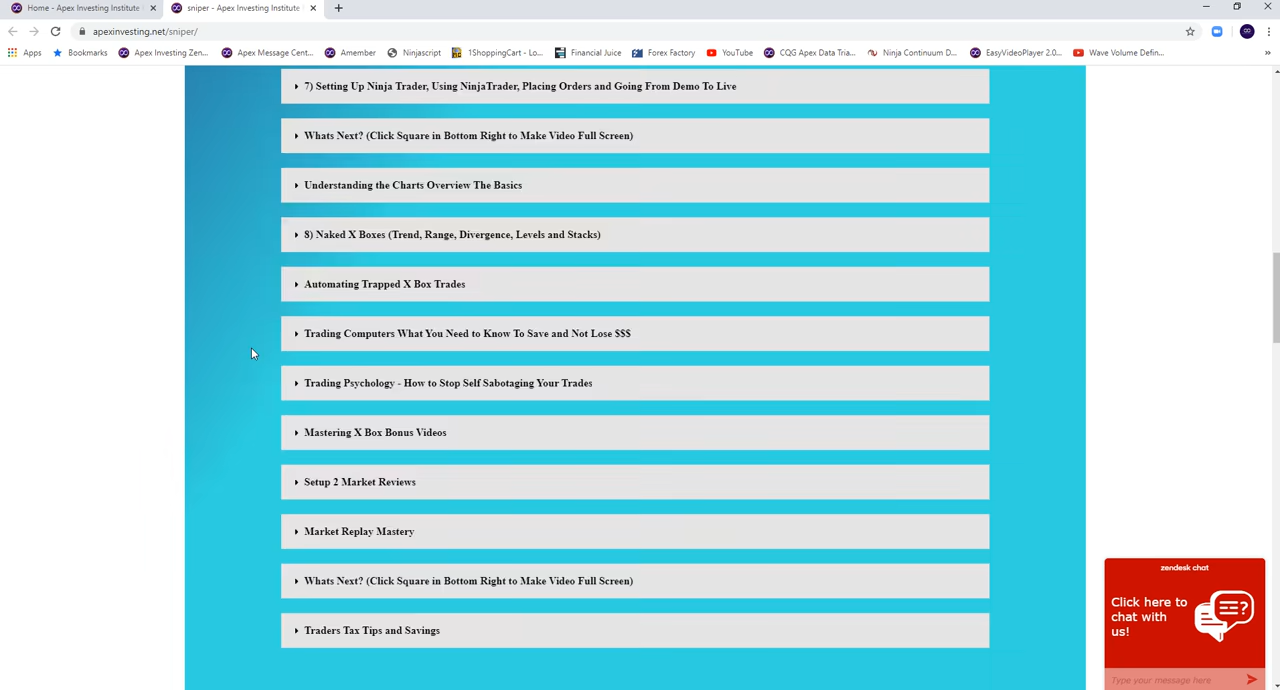 Home - Apex Investing Institute
sniper - Apex Investing Institute
apexinvesting.net/sniper/
Apps
Bookmarks
Apex Investing Zen...
Apex Message Cent...
Amember
Ninjascript
1ShoppingCart - Lo...
Financial Juice
Forex Factory
YouTube
CQG Apex Data Tria...
Ninja Continuum D...
EasyVideoPlayer 2.0...
Wave Volume Defin...
7) Setting Up Ninja Trader, Using NinjaTrader, Placing Orders and Going From Demo To Live
Whats Next? (Click Square in Bottom Right to Make Video Full Screen)
Understanding the Charts Overview The Basics
8) Naked X Boxes (Trend, Range, Divergence, Levels and Stacks)
Automating Trapped X Box Trades
Trading Computers What You Need to Know To Save and Not Lose $$$
Trading Psychology - How to Stop Self Sabotaging Your Trades
Mastering X Box Bonus Videos
Setup 2 Market Reviews
Market Replay Mastery
Whats Next? (Click Square in Bottom Right to Make Video Full Screen)
Traders Tax Tips and Savings
zendesk chat
Click here to
chat with
us!
Type your message here